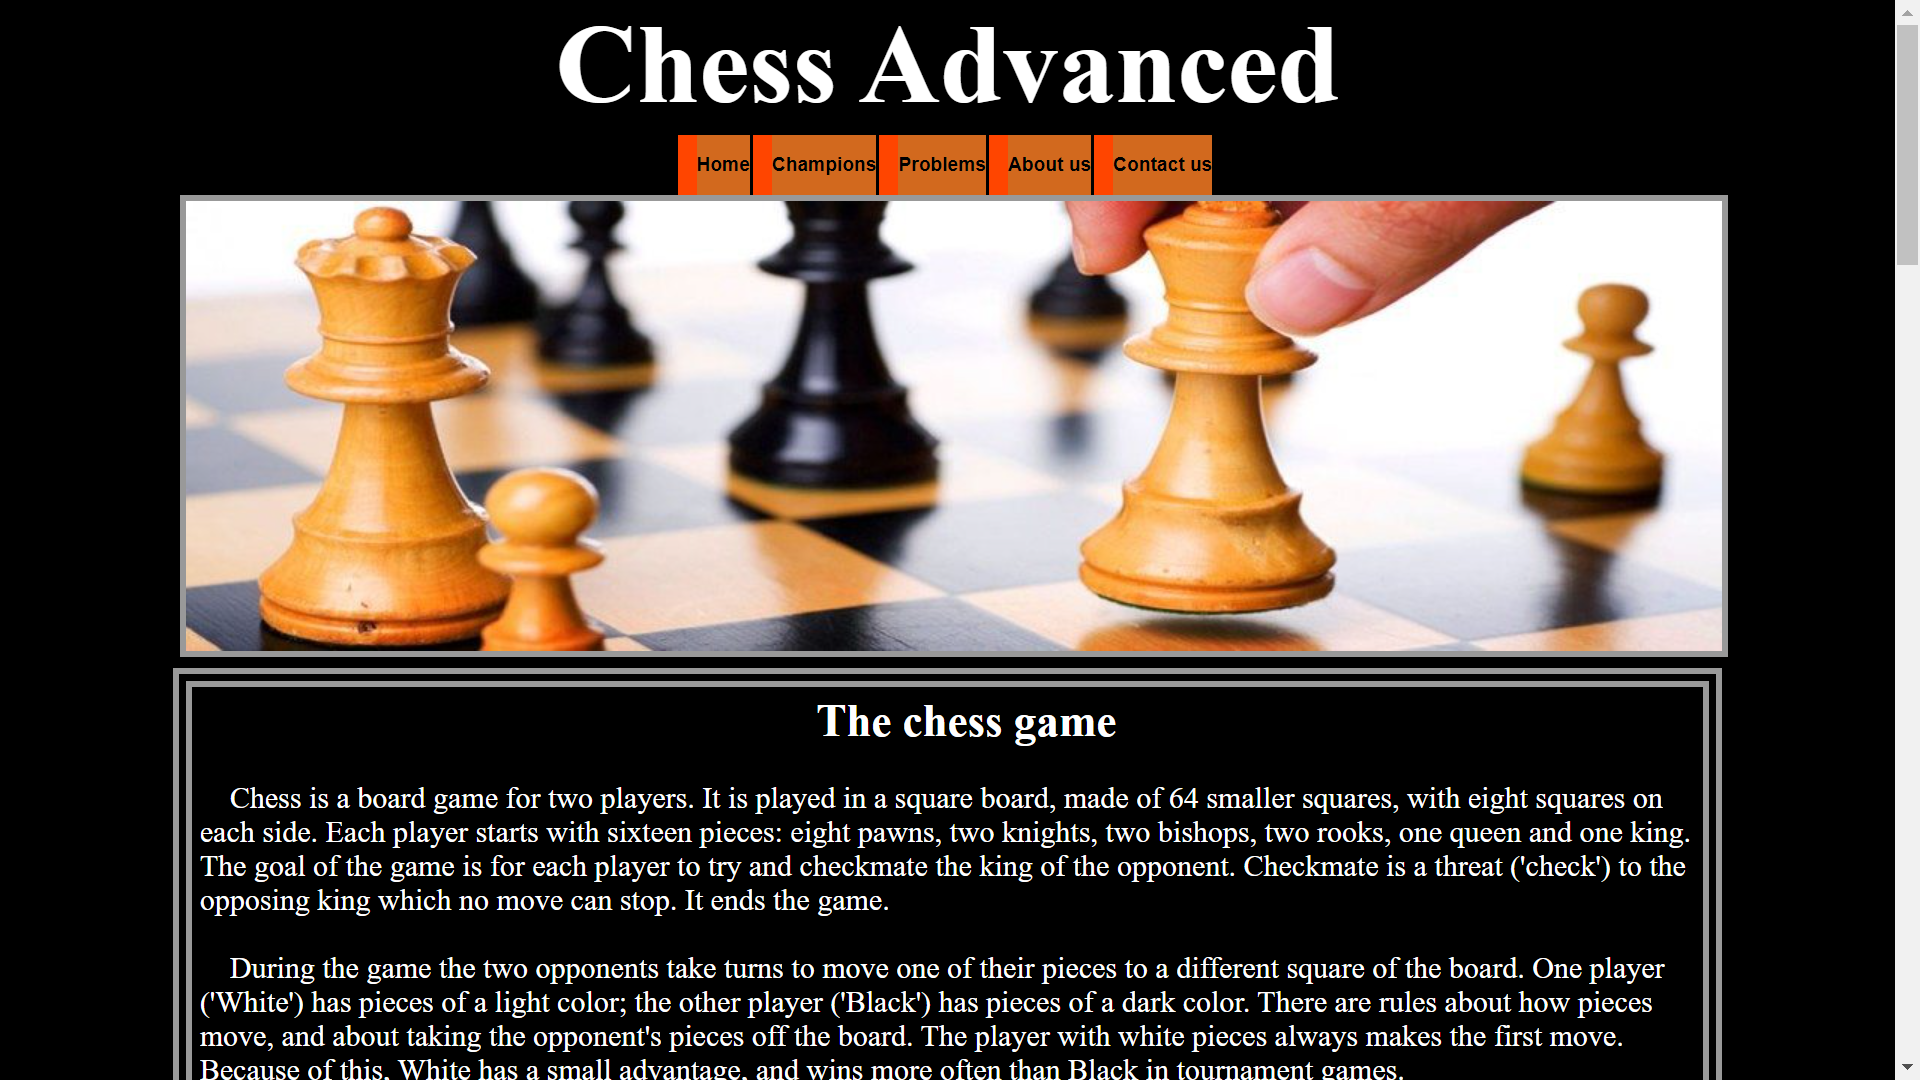 Chess Advanced
Home Champions Problems About us Contact us
The chess game
Chess is a board game for two players. It is played in a square board, made of 64 smaller squares, with eight squares on
each side. Each player starts with sixteen pieces: eight pawns, two knights, two bishops, two rooks, one queen and one king.
The goal of the game is for each player to try and checkmate the king of the opponent. Checkmate is a threat ('check') to the
opposing king which no move can stop. It ends the game.
During the game the two opponents take turns to move one of their pieces to a different square of the board. One player
('White') has pieces of a light color; the other player ('Black') has pieces of a dark color. There are rules about how pieces
move, and about taking the opponent's pieces off the board. The player with white pieces always makes the first move.
Because of this, White has a small advantage, and wins more often than Black in tournament games.